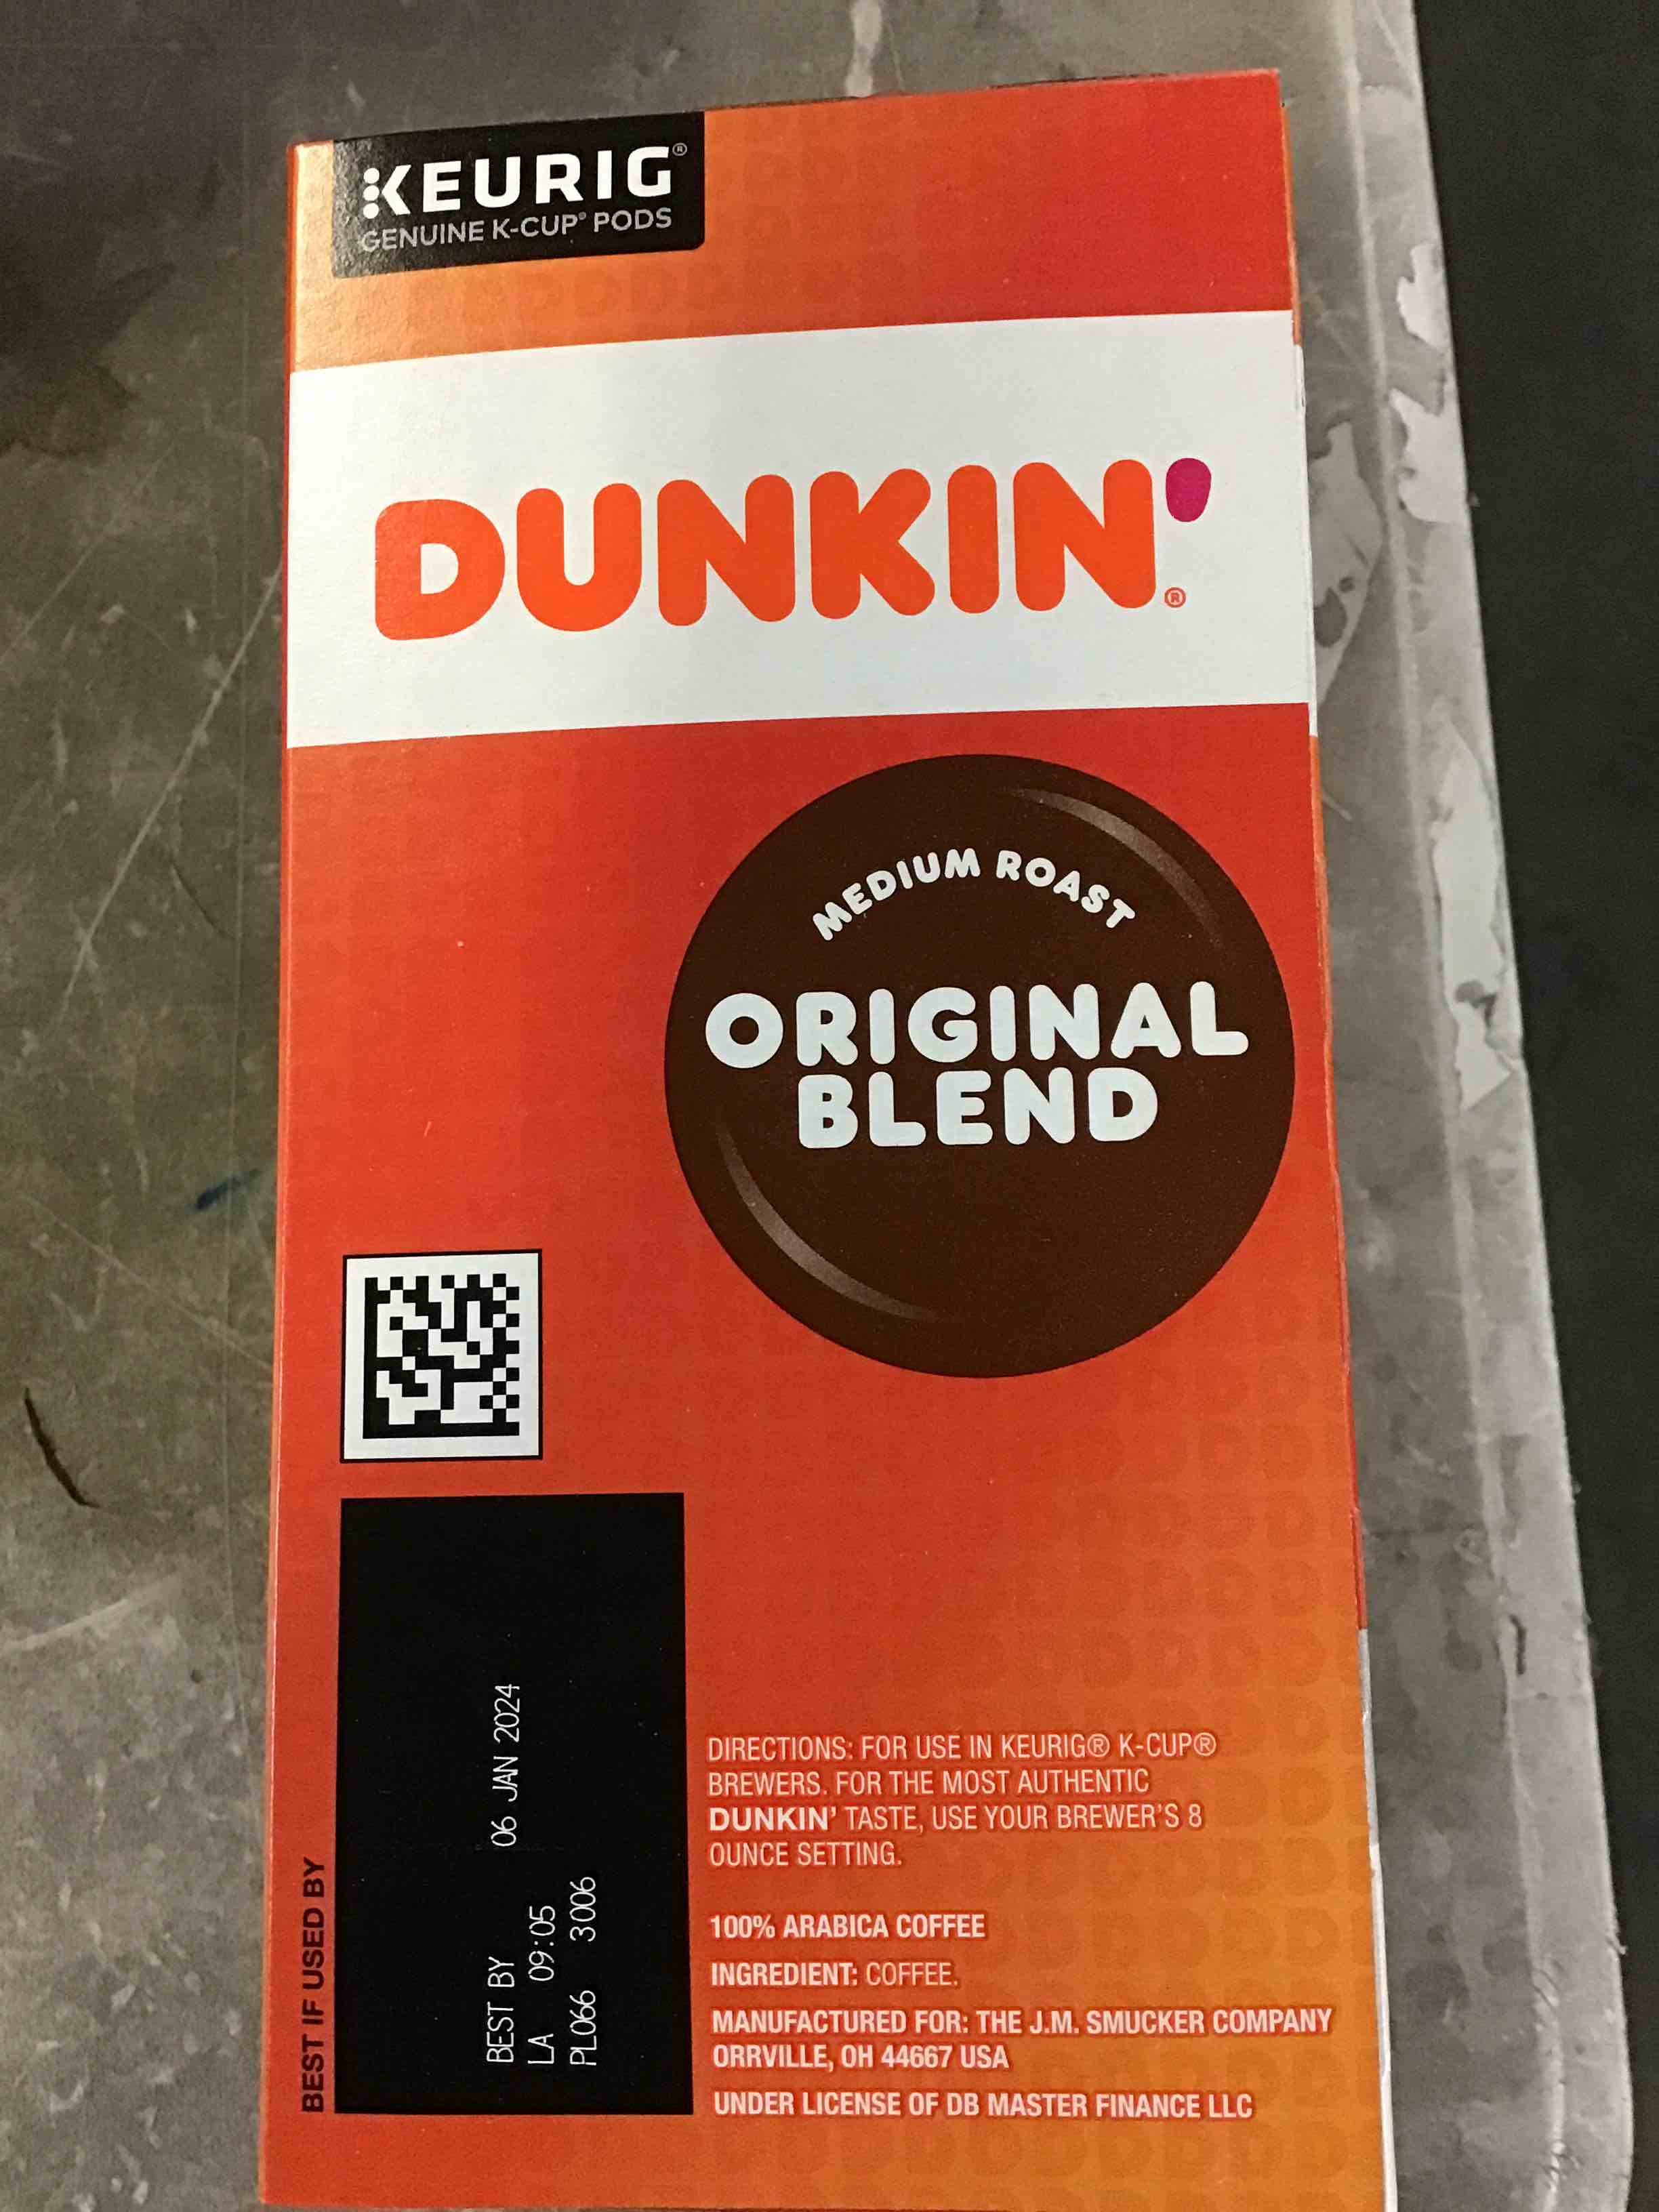 KEURIG®
GENUINE K-CUP® PODS
DUNKIN'®
MEDIUM ROAST
ORIGINAL
BLEND
BEST IF USED BY
BEST BY 06 JAN 2024
LA 09:05
PL066 3006
DIRECTIONS: FOR USE IN KEURIG® K-CUP®
BREWERS. FOR THE MOST AUTHENTIC
DUNKIN' TASTE, USE YOUR BREWER'S 8
OUNCE SETTING.
100% ARABICA COFFEE
INGREDIENT: COFFEE.
MANUFACTURED FOR: THE J.M. SMUCKER COMPANY
ORRVILLE, OH 44667 USA
UNDER LICENSE OF DB MASTER FINANCE LLC